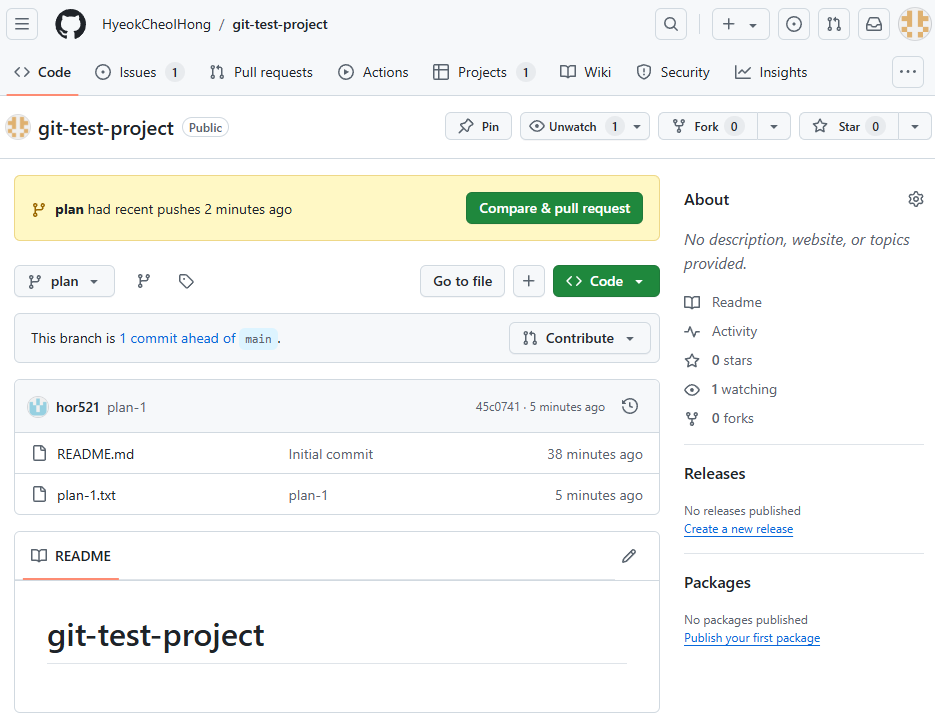 HyeokCheolHong / git-test-project
Code Issues 1 Pull requests Actions Projects 1 Wiki Security Insights
git-test-project Public Pin Unwatch 1 Fork 0 Star 0
plan had recent pushes 2 minutes ago Compare & pull request
plan Go to file Code
This branch is 1 commit ahead of main . Contribute
hor521 plan-1 45c0741 · 5 minutes ago
README.md Initial commit 38 minutes ago
plan-1.txt plan-1 5 minutes ago
README
git-test-project
About
No description, website, or topics
provided.
Readme
Activity
0 stars
1 watching
0 forks
Releases
No releases published
Create a new release
Packages
No packages published
Publish your first package